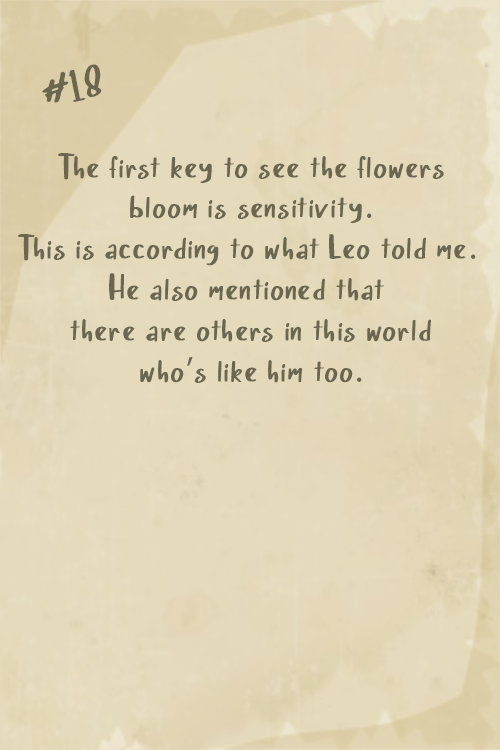 #18
The first key to see the flowers
bloom is sensitivity.
This is according to what Leo told me.
He also mentioned that
there are others in this world
who's like him too.